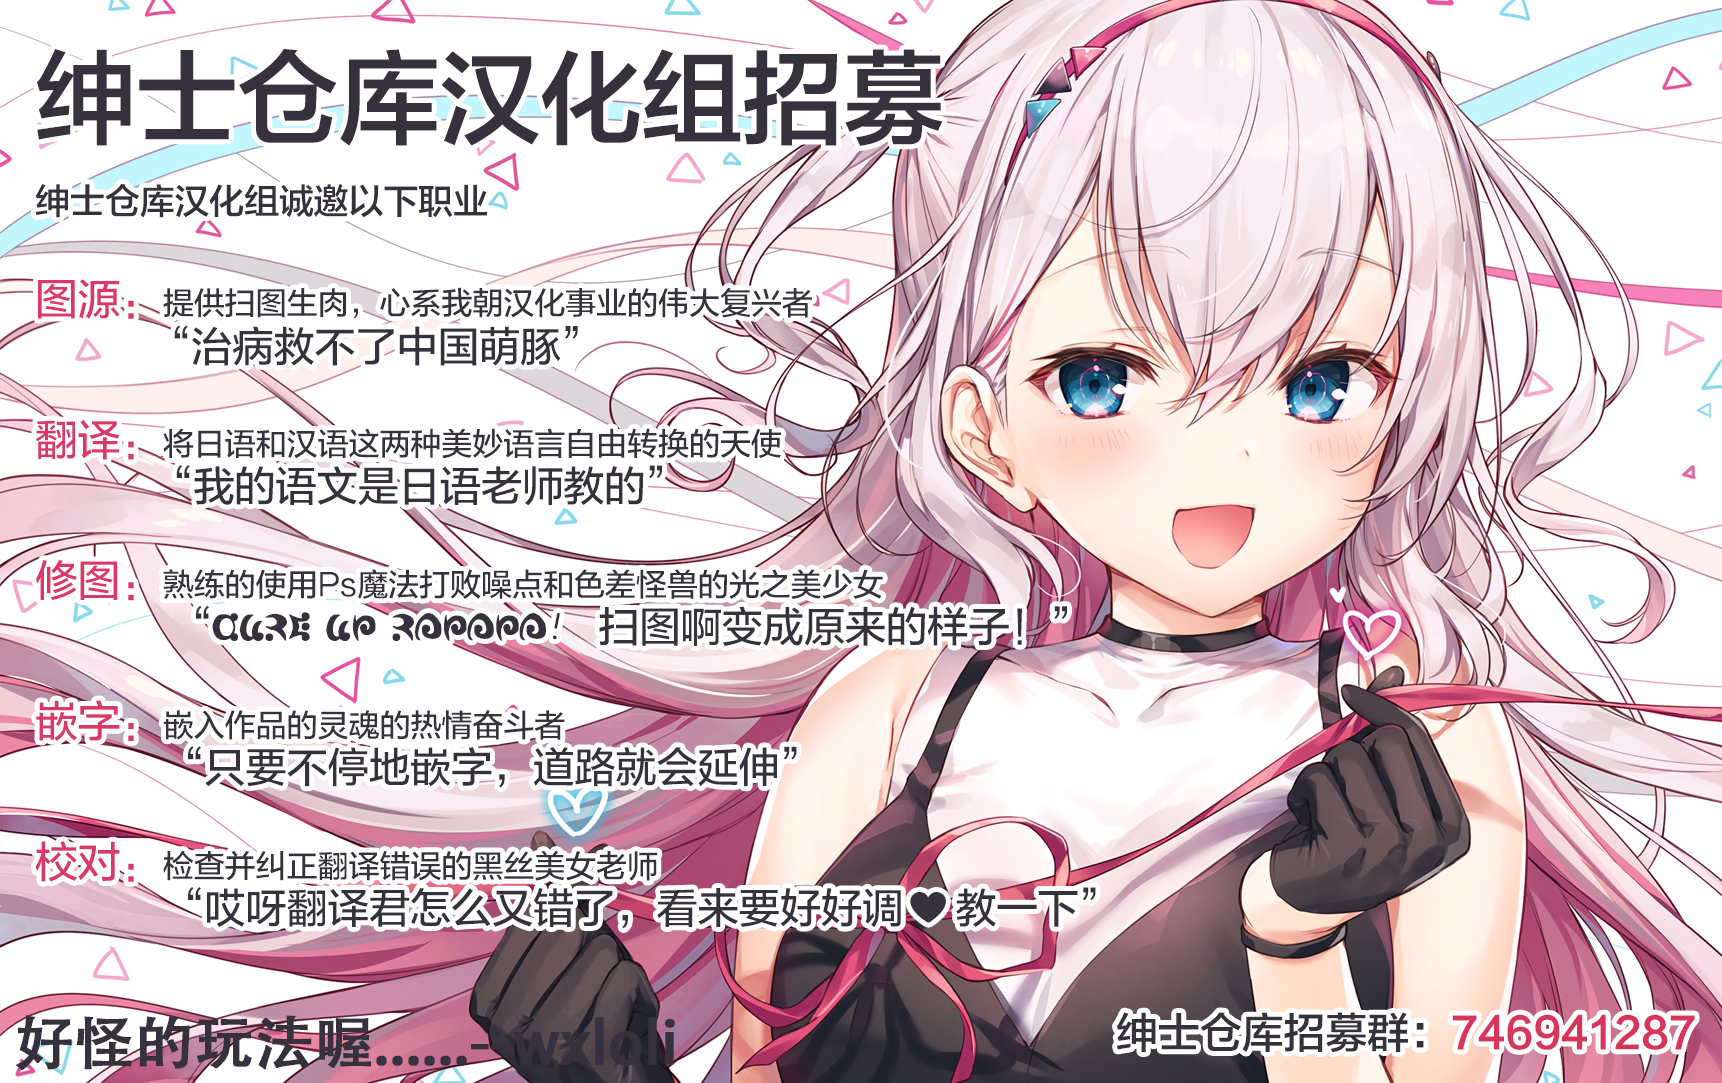 绅士仓库汉化组招募
绅士仓库汉化组诚邀以下职业
图源：提供扫图生肉，心系我朝汉化事业的伟大复兴者
“治病救不了中国萌豚”
翻译：将日语和汉语这两种美妙语言自由转换的天使
“我的语文是日语老师教的”
修图：熟练的使用Ps魔法打败噪点和色差怪兽的光之美少女
“CURE UP RAPAPA! 扫图啊变成原来的样子！”
嵌字：嵌入作品的灵魂的热情奋斗者
“只要不停地嵌字，道路就会延伸”
校对：检查并纠正翻译错误的黑丝美女老师
“哎呀翻译君怎么又错了，看来要好好调♥教一下”
好怪的玩法喔......- wxloli
绅士仓库招募群：746941287